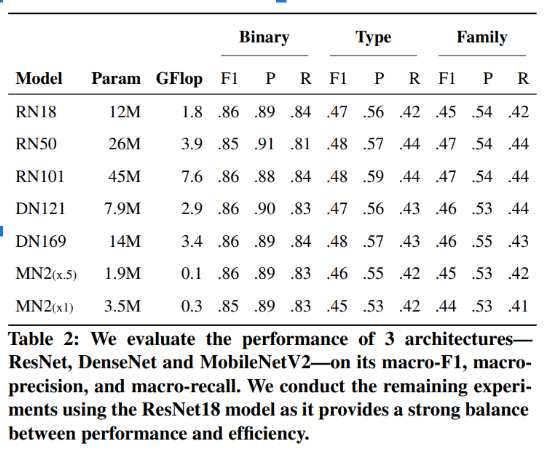 Binary Type Family
Model Param GFlop F1 P R F1 P R F1 P R
RN18 12M 1.8 .86 .89 .84 .47 .56 .42 .45 .54 .42
RN50 26M 3.9 .85 .91 .81 .48 .57 .44 .47 .54 .44
RN101 45M 7.6 .86 .88 .84 .48 .59 .44 .47 .54 .44
DN121 7.9M 2.9 .86 .90 .83 .47 .56 .43 .46 .53 .44
DN169 14M 3.4 .86 .89 .84 .48 .57 .43 .46 .55 .43
MN2(x.5) 1.9M 0.1 .86 .89 .83 .46 .55 .42 .45 .53 .42
MN2(x1) 3.5M 0.3 .85 .89 .83 .45 .53 .42 .44 .53 .41
Table 2: We evaluate the performance of 3 architectures—
ResNet, DenseNet and MobileNetV2—on its macro-F1, macro-
precision, and macro-recall. We conduct the remaining experi-
ments using the ResNet18 model as it provides a strong balance
between performance and efficiency.